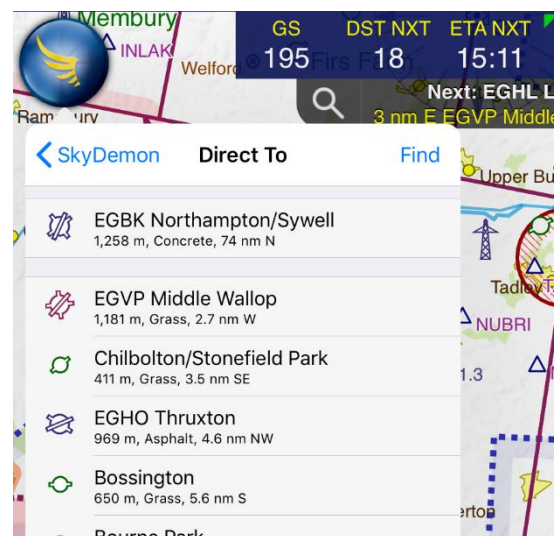 Membury
INLAK
Welford
Firs Fa
GS
DST NXT
ETA NXT
195
18
15:11
Next: EGHL L
3 nm E EGVP Middle
SkyDemon
Direct To
Find
Upper Bu
EGBK Northampton/Sywell
1,258 m, Concrete, 74 nm N
EGVP Middle Wallop
1,181 m, Grass, 2.7 nm W
Tadley
NUBRI
Chilbolton/Stonefield Park
411 m, Grass, 3.5 nm SE
1.3
EGHO Thruxton
969 m, Asphalt, 4.6 nm NW
Bossington
650 m, Grass, 5.6 nm S
erton
Bourne Park